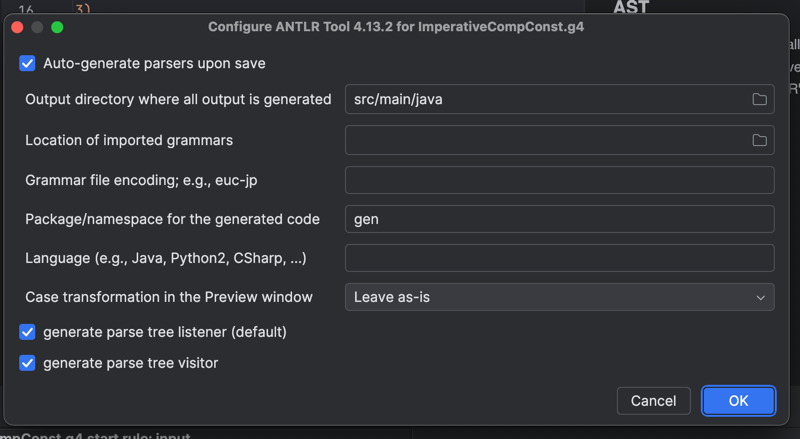 16
3)
AST
Configure ANTLR Tool 4.13.2 for ImperativeCompConst.g4
all
Auto-generate parsers upon save
ve
Output directory where all output is generated
src/main/java
Location of imported grammars
Grammar file encoding; e.g., euc-jp
Package/namespace for the generated code
gen
Language (e.g., Java, Python2, CSharp, ...)
Case transformation in the Preview window
Leave as-is
generate parse tree listener (default)
generate parse tree visitor
Cancel
OK
mpConst.g4 start rule: input